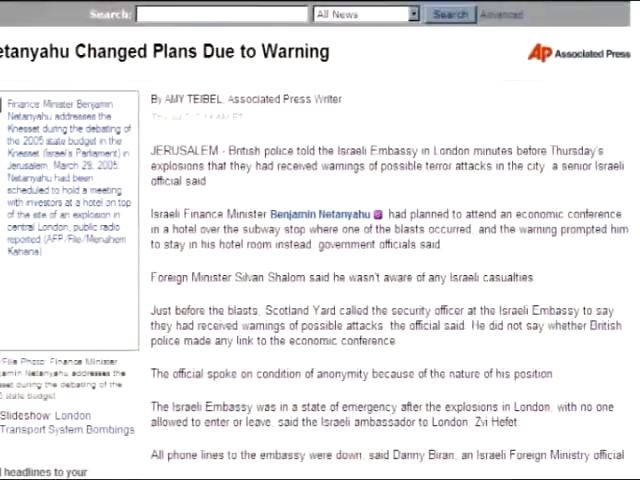 Search: All News Search Advanced
etanyahu Changed Plans Due to Warning
AP Associated Press
By AMY TEIBEL, Associated Press Writer
Finance Minister Benjamin
Netanyahu addresses the
Knesset during the debating of
the 2005 state budget in the
Knesset (Israel's Parliament) in
Jerusalem, March 29, 2005.
Netanyahu had been
scheduled to hold a meeting
with investors at a hotel on top
of the site of an explosion in
central London, public radio
reported (AFP/File/Menahem
Kahana)
File Photo: Finance Minister
amin Netanyahu addresses the
sset during the debating of the
5 state budget
Slideshow: London
Transport System Bombings
l headlines to your
JERUSALEM - British police told the Israeli Embassy in London minutes before Thursday's
explosions that they had received warnings of possible terror attacks in the city, a senior Israeli
official said
Israeli Finance Minister Benjamin Netanyahu had planned to attend an economic conference
in a hotel over the subway stop where one of the blasts occurred, and the warning prompted him
to stay in his hotel room instead, government officials said
Foreign Minister Silvan Shalom said he wasn't aware of any Israeli casualties
Just before the blasts, Scotland Yard called the security officer at the Israeli Embassy to say
they had received warnings of possible attacks, the official said. He did not say whether British
police made any link to the economic conference
The official spoke on condition of anonymity because of the nature of his position
The Israeli Embassy was in a state of emergency after the explosions in London, with no one
allowed to enter or leave, said the Israeli ambassador to London, Zvi Hefet.
All phone lines to the embassy were down, said Danny Biran, an Israeli Foreign Ministry official